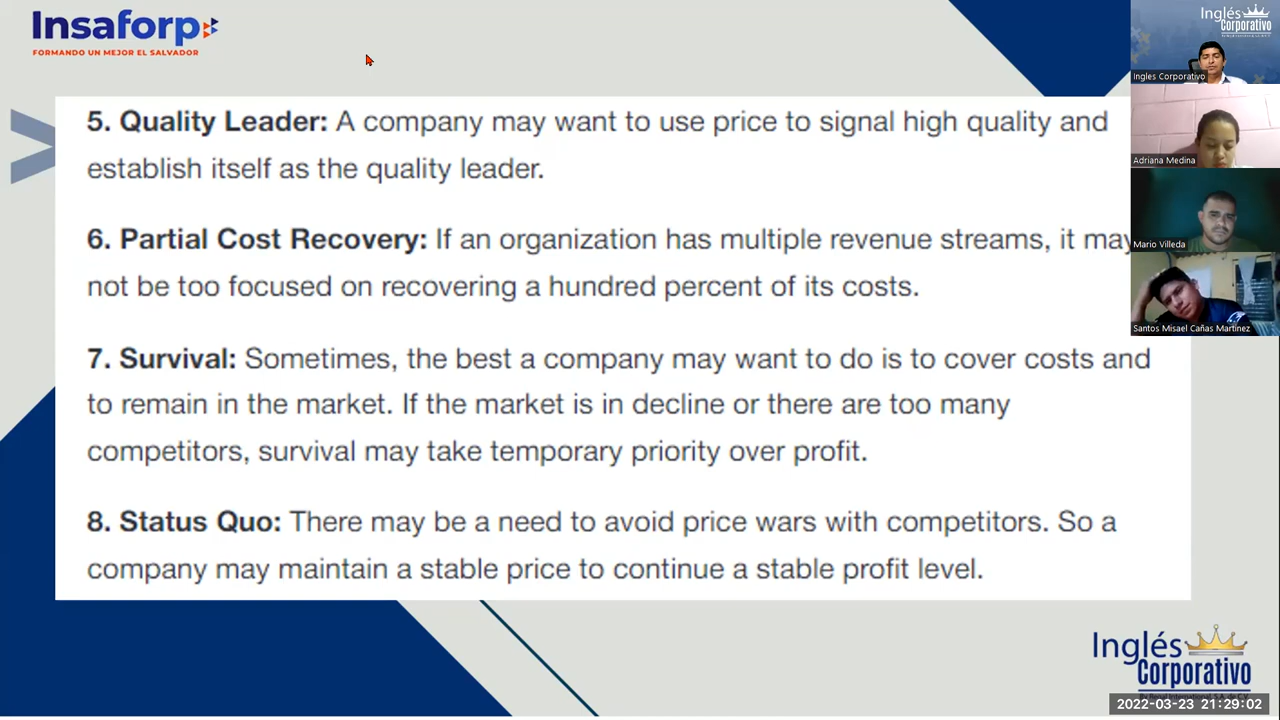 Insaforp
FORMANDO UN MEJOR EL SALVADOR
5. Quality Leader: A company may want to use price to signal high quality and
establish itself as the quality leader.
6. Partial Cost Recovery: If an organization has multiple revenue streams, it may
not be too focused on recovering a hundred percent of its costs.
7. Survival: Sometimes, the best a company may want to do is to cover costs and
to remain in the market. If the market is in decline or there are too many
competitors, survival may take temporary priority over profit.
8. Status Quo: There may be a need to avoid price wars with competitors. So a
company may maintain a stable price to continue a stable profit level.
Inglés
Corporativo
Ingles Corporativo
Adriana Medina
Mario Villeda
Santos Misael Cañas Martinez
Inglés
Corporativo
2022-03-23 21:29:02